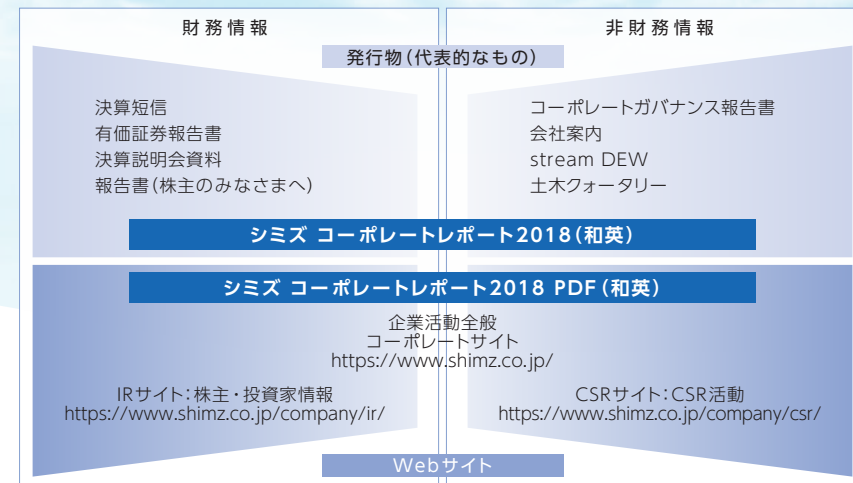 財務情報
非財務情報
発行物(代表的なもの)
決算短信
有価証券報告書
決算説明会資料
報告書(株主のみなさまへ)
コーポレートガバナンス報告書
会社案内
stream DEW
土木クォータリー
シミズ コーポレートレポート2018(和英)
シミズ コーポレートレポート2018 PDF(和英)
企業活動全般
コーポレートサイト
https://www.shimz.co.jp/
IRサイト:株主・投資家情報
https://www.shimz.co.jp/company/ir/
CSRサイト:CSR活動
https://www.shimz.co.jp/company/csr/
Webサイト